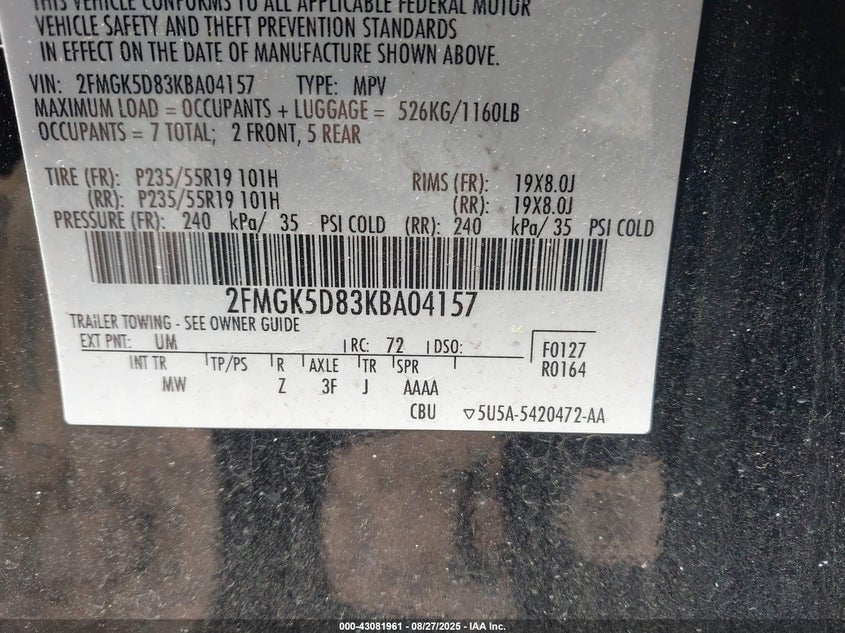 THIS VEHICLE CONFORMS TO ALL APPLICABLE FEDERAL MOTOR
VEHICLE SAFETY AND THEFT PREVENTION STANDARDS
IN EFFECT ON THE DATE OF MANUFACTURE SHOWN ABOVE.
VIN: 2FMGK5D83KBA04157 TYPE: MPV
MAXIMUM LOAD = OCCUPANTS + LUGGAGE = 526KG/1160LB
OCCUPANTS = 7 TOTAL; 2 FRONT, 5 REAR
TIRE (FR): P235/55R19 101H RIMS (FR): 19X8.0J
(RR): P235/55R19 101H (RR): 19X8.0J
PRESSURE (FR): 240 kPa/ 35 PSI COLD (RR): 240 kPa/ 35 PSI COLD
2FMGK5D83KBA04157
TRAILER TOWING - SEE OWNER GUIDE
EXT PNT: UM RC: 72 DSO: F0127
INT TR TP/PS R AXLE TR SPR R0164
MW Z 3F J AAAA
CBU ▽5U5A-5420472-AA
000-43081961 - 08/27/2025 - IAA Inc.